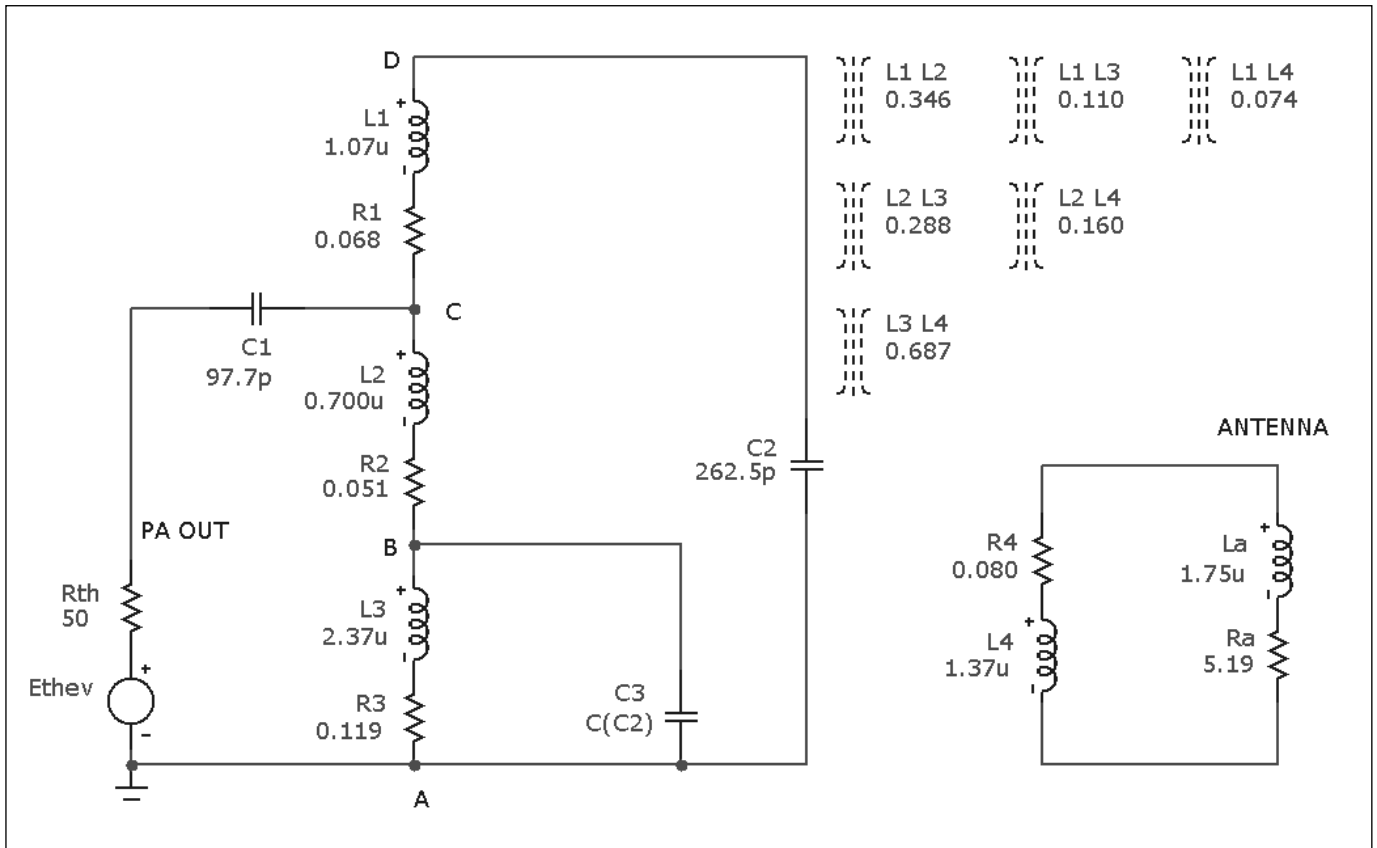 D
L1
1.07u
R1
0.068
C
C1
97.7p
L2
0.700u
R2
0.051
C2
262.5p
PA OUT
B
Rth
50
L3
2.37u
Ethev
R3
0.119
C3
C(C2)
A
L1 L2
0.346
L1 L3
0.110
L1 L4
0.074
L2 L3
0.288
L2 L4
0.160
L3 L4
0.687
ANTENNA
R4
0.080
La
1.75u
L4
1.37u
Ra
5.19